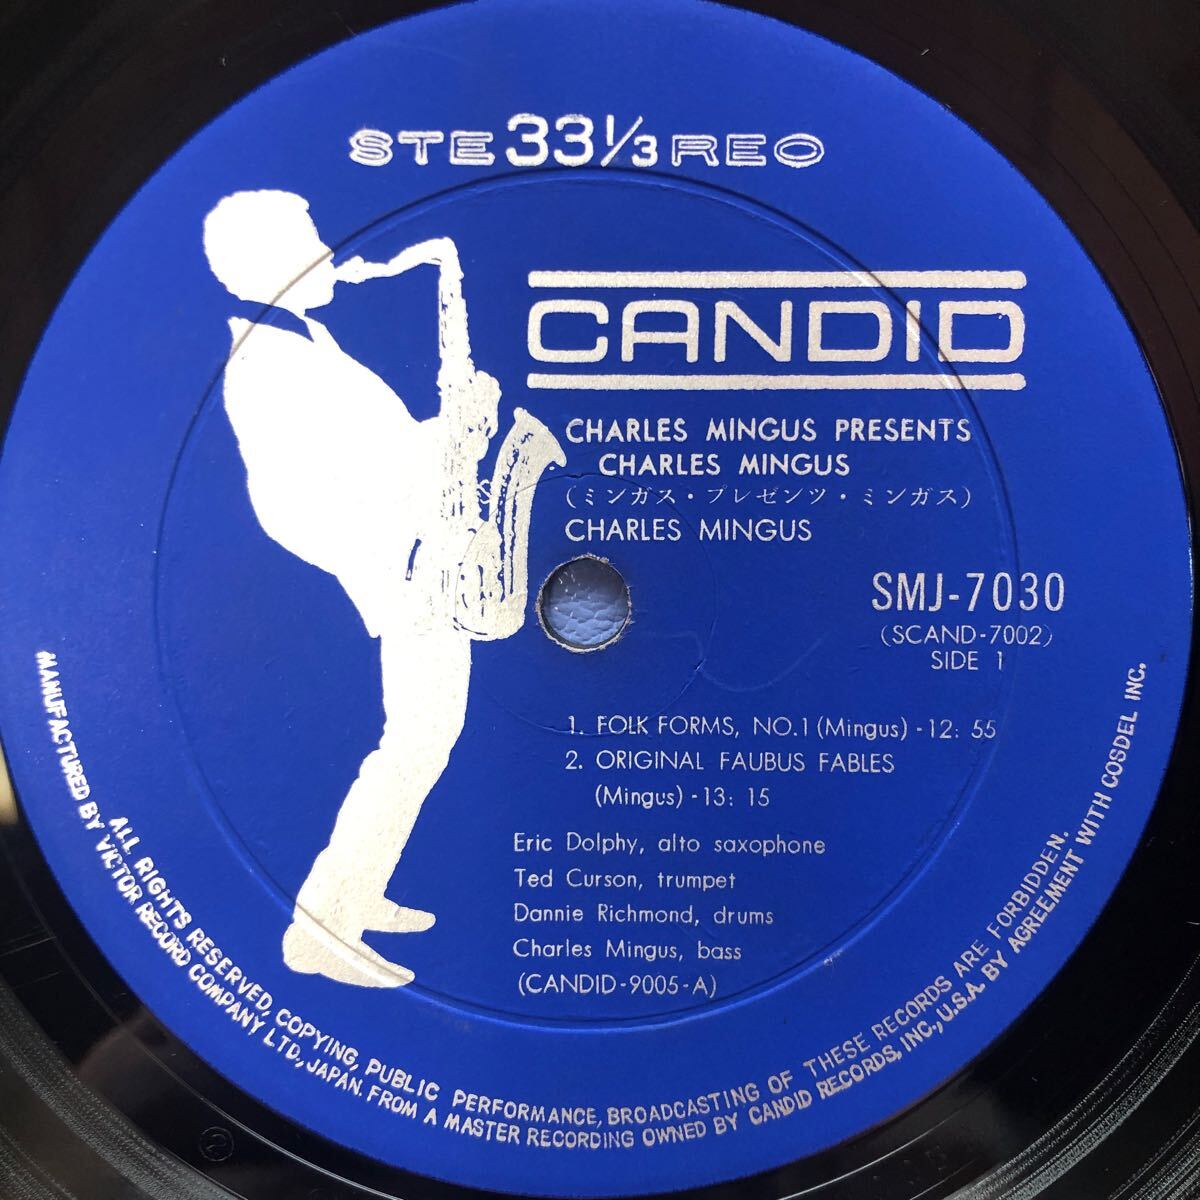 STE 33 1/3 REO
CANDID
CHARLES MINGUS PRESENTS
CHARLES MINGUS
(ミンガス・プレゼンツ・ミンガス)
CHARLES MINGUS
SMJ-7030
(SCAND-7002)
SIDE 1
1. FOLK FORMS, NO.1 (Mingus) -12: 55
2. ORIGINAL FAUBUS FABLES
(Mingus) -13: 15
Eric Dolphy, alto saxophone
Ted Curson, trumpet
Dannie Richmond, drums
Charles Mingus, bass
(CANDID-9005-A)
ALL RIGHTS RESERVED, COPYING, PUBLIC PERFORMANCE, BROADCASTING OF THESE RECORDS ARE FORBIDDEN.
MANUFACTURED BY VICTOR RECORD COMPANY LTD., JAPAN. FROM A MASTER RECORDING OWNED BY CANDID RECORDS, INC., U.S.A. BY AGREEMENT WITH COSDEL INC.